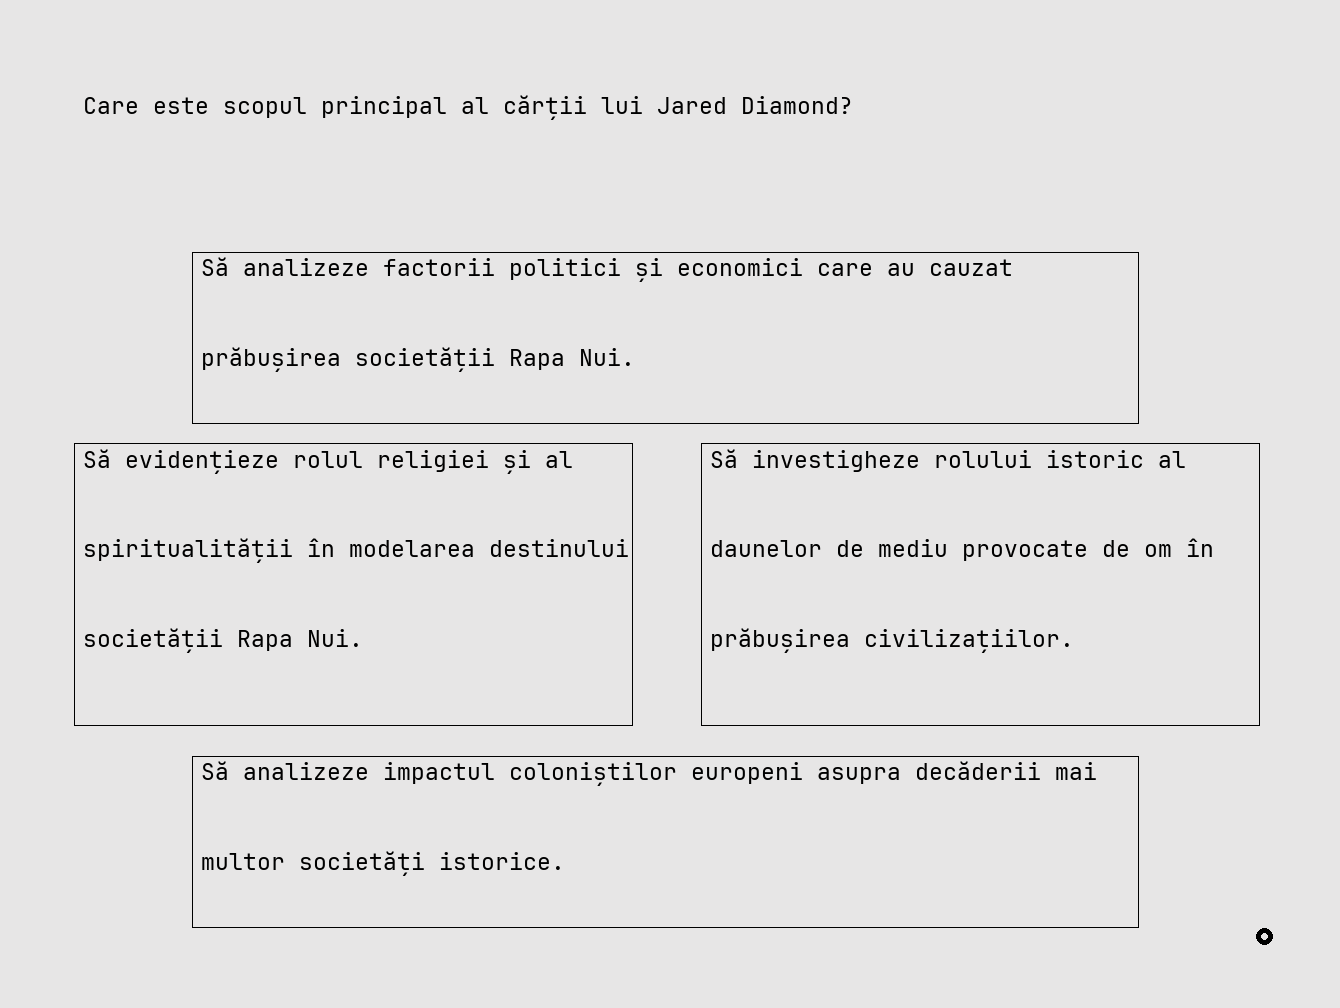 Care este scopul principal al cărții lui Jared Diamond?
Să analizeze factorii politici și economici care au cauzat
prăbușirea societății Rapa Nui.
Să evidențieze rolul religiei și al
spiritualității în modelarea destinului
societății Rapa Nui.
Să investigheze rolului istoric al
daunelor de mediu provocate de om în
prăbușirea civilizațiilor.
Să analizeze impactul coloniștilor europeni asupra decăderii mai
multor societăți istorice.